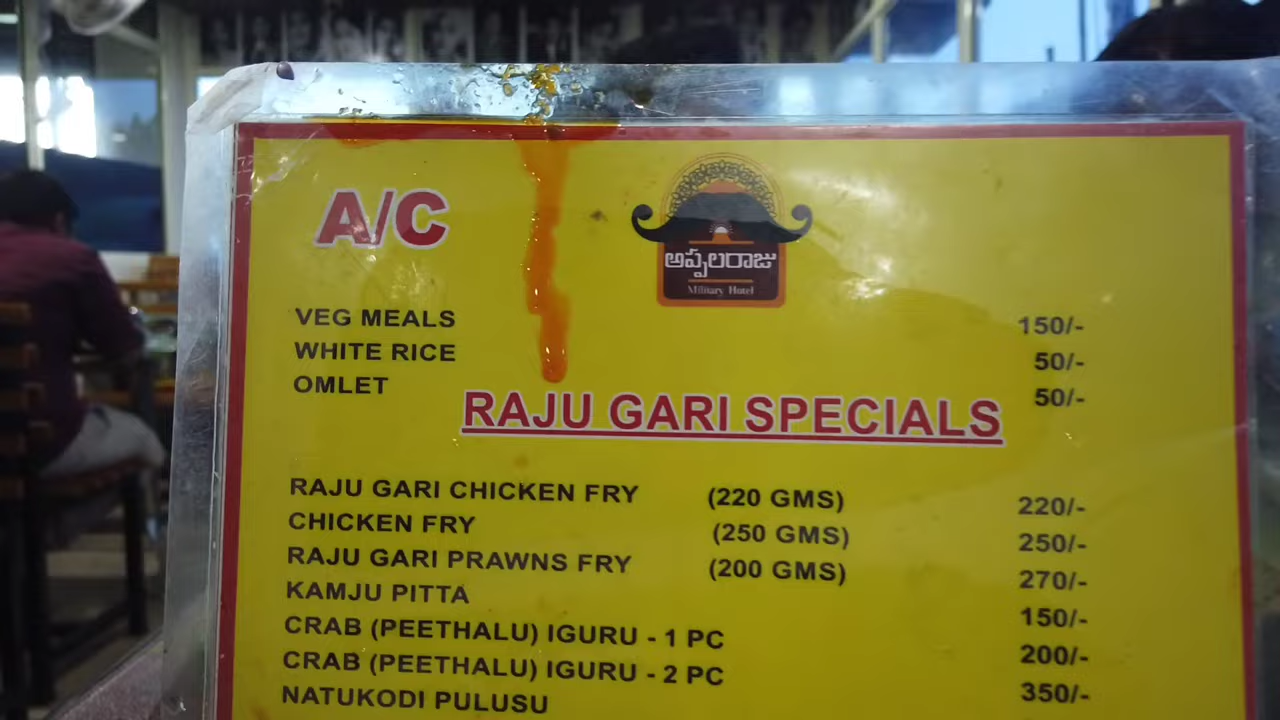 A/C
అప్పలరాజు
Military Hotel
VEG MEALS 150/-
WHITE RICE 50/-
OMLET 50/-
RAJU GARI SPECIALS
RAJU GARI CHICKEN FRY (220 GMS) 220/-
CHICKEN FRY (250 GMS) 250/-
RAJU GARI PRAWNS FRY (200 GMS) 270/-
KAMJU PITTA 150/-
CRAB (PEETHALU) IGURU - 1 PC 200/-
CRAB (PEETHALU) IGURU - 2 PC 350/-
NATUKODI PULUSU